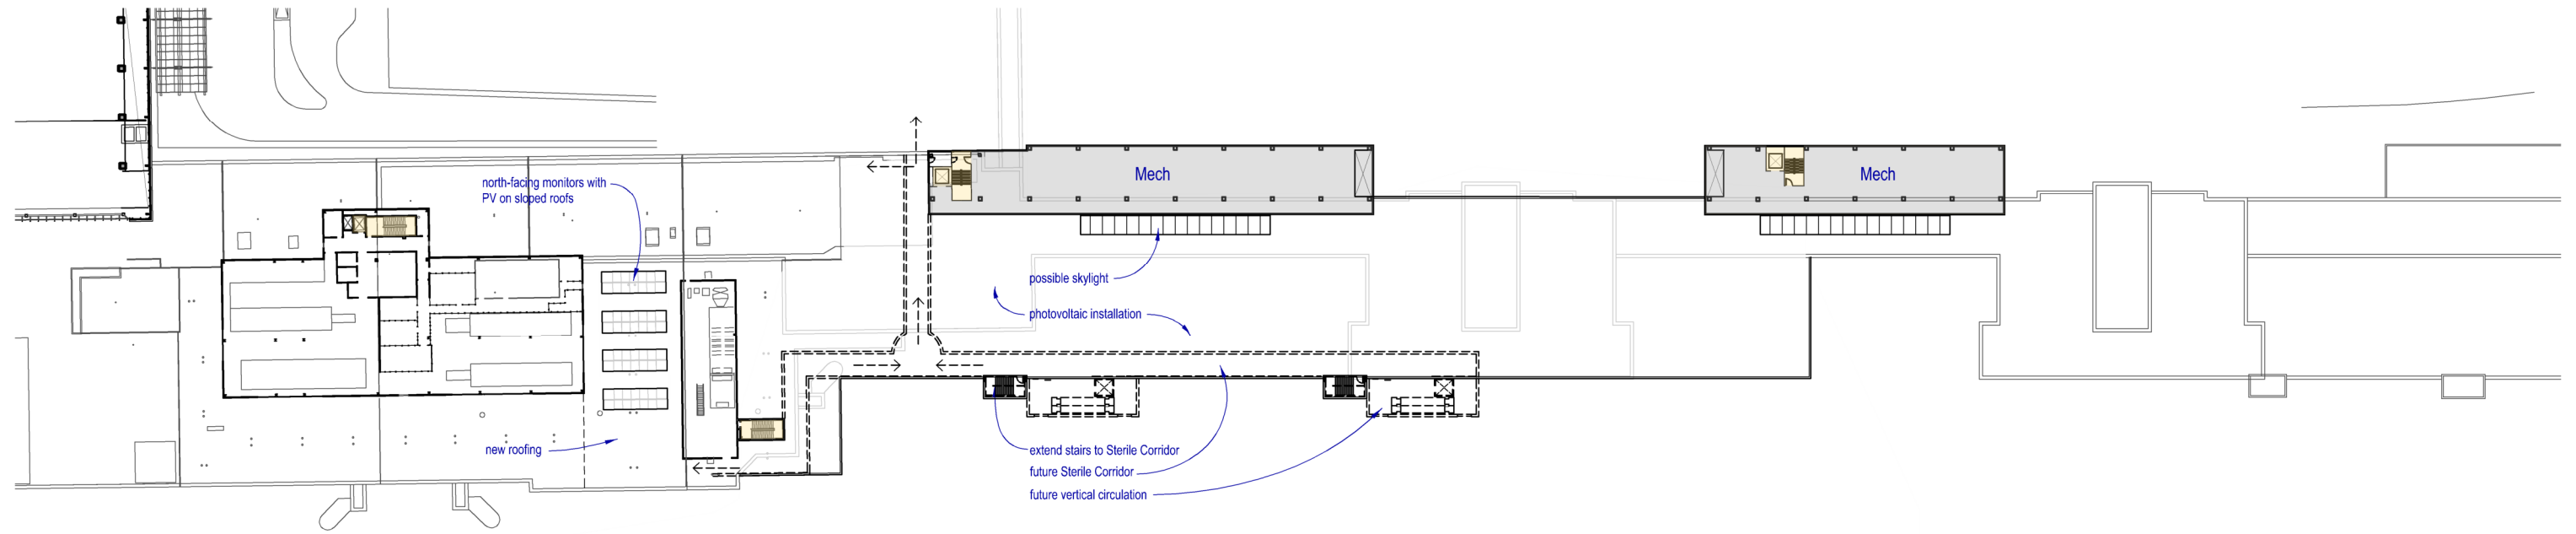 Mech
Mech
north-facing monitors with
PV on sloped roofs
possible skylight
photovoltaic installation
new roofing
extend stairs to Sterile Corridor
future Sterile Corridor
future vertical circulation